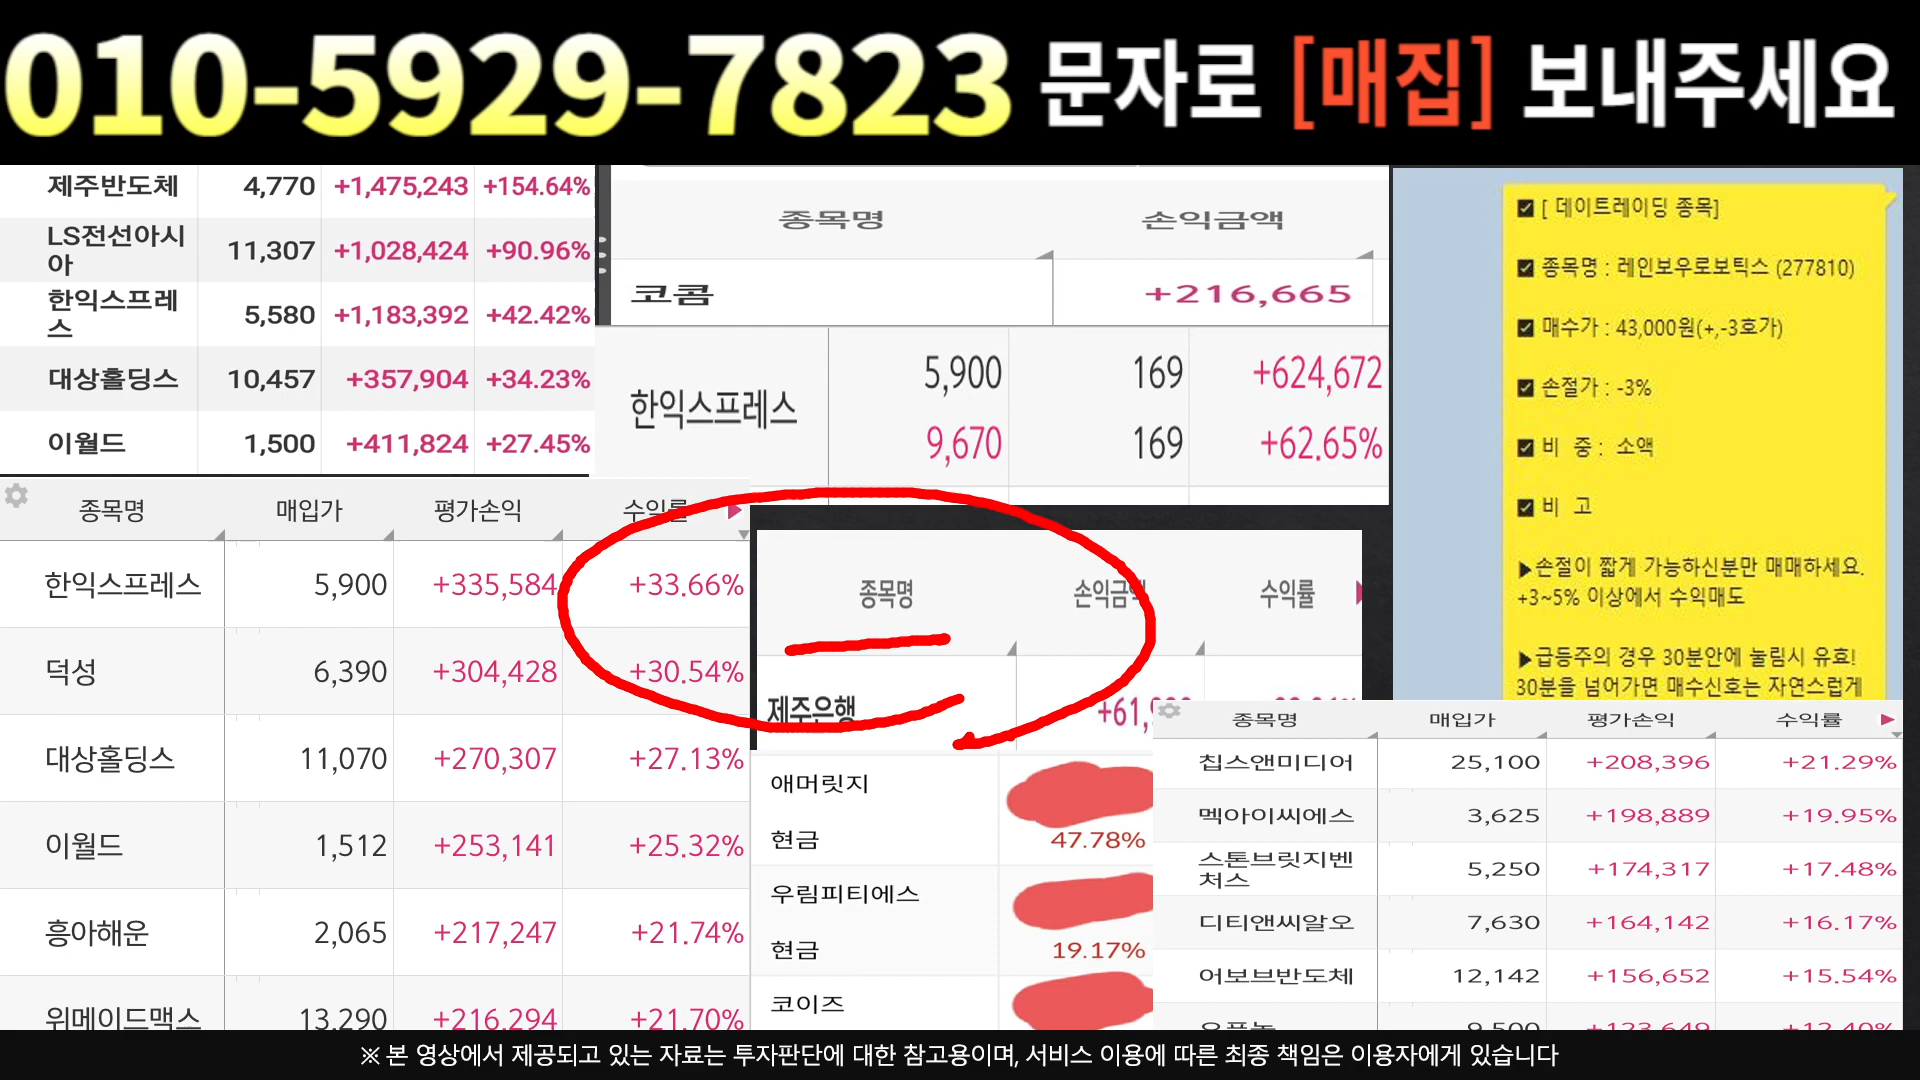 010-5929-7823 문자로 [매집] 보내주세요
제주반도체 4,770 +1,475,243 +154.64%
LS전선아시
아 11,307 +1,028,424 +90.96%
한익스프레
스 5,580 +1,183,392 +42.42%
대상홀딩스 10,457 +357,904 +34.23%
이월드 1,500 +411,824 +27.45%
종목명 손익금액
코콤 +216,665
한익스프레스
5,900 169 +624,672
9,670 169 +62.65%
☑ [ 데이트레이딩 종목]
☑ 종목명 : 레인보우로보틱스 (277810)
☑ 매수가 : 43,000원(+,-3호가)
☑ 손절가 : -3%
☑ 비 중 : 소액
☑ 비 고
▶손절이 짧게 가능하신분만 매매하세요.
+3~5% 이상에서 수익매도
▶급등주의 경우 30분안에 눌림시 유효!
30분을 넘어가면 매수신호는 자연스럽게
종목명 매입가 평가손익 수익률
한익스프레스 5,900 +335,584 +33.66%
덕성 6,390 +304,428 +30.54%
대상홀딩스 11,070 +270,307 +27.13%
이월드 1,512 +253,141 +25.32%
흥아해운 2,065 +217,247 +21.74%
위메이드맥스 13,290 +216,294 +21.70%
종목명 손익금액 수익률
제주은행 +61,
애머릿지
현금 47.78%
우림피티에스
현금 19.17%
코이즈
종목명 매입가 평가손익 수익률
칩스앤미디어 25,100 +208,396 +21.29%
멕아이씨에스 3,625 +198,889 +19.95%
스톤브릿지벤
처스 5,250 +174,317 +17.48%
디티앤씨알오 7,630 +164,142 +16.17%
어보브반도체 12,142 +156,652 +15.54%
※ 본 영상에서 제공되고 있는 자료는 투자판단에 대한 참고용이며, 서비스 이용에 따른 최종 책임은 이용자에게 있습니다